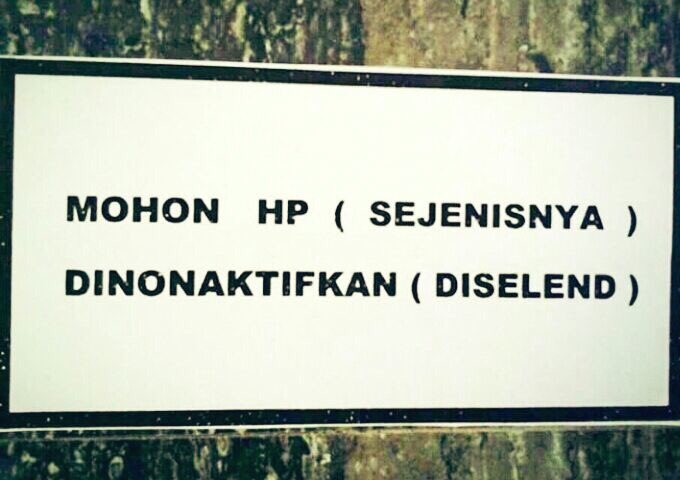 MOHON HP ( SEJENISNYA )
DINONAKTIFKAN ( DISELEND )